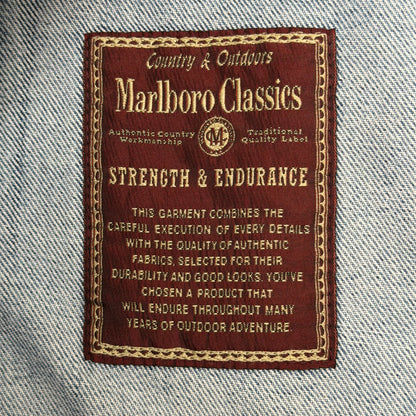 Country & Outdoors
Marlboro Classics
Authentic Country Workmanship
M
Traditional Quality Label
STRENGTH & ENDURANCE
THIS GARMENT COMBINES THE
CAREFUL EXECUTION OF EVERY DETAILS
WITH THE QUALITY OF AUTHENTIC
FABRICS, SELECTED FOR THEIR
DURABILITY AND GOOD LOOKS. YOU'VE
CHOSEN A PRODUCT THAT
WILL ENDURE THROUGHOUT MANY
YEARS OF OUTDOOR ADVENTURE.